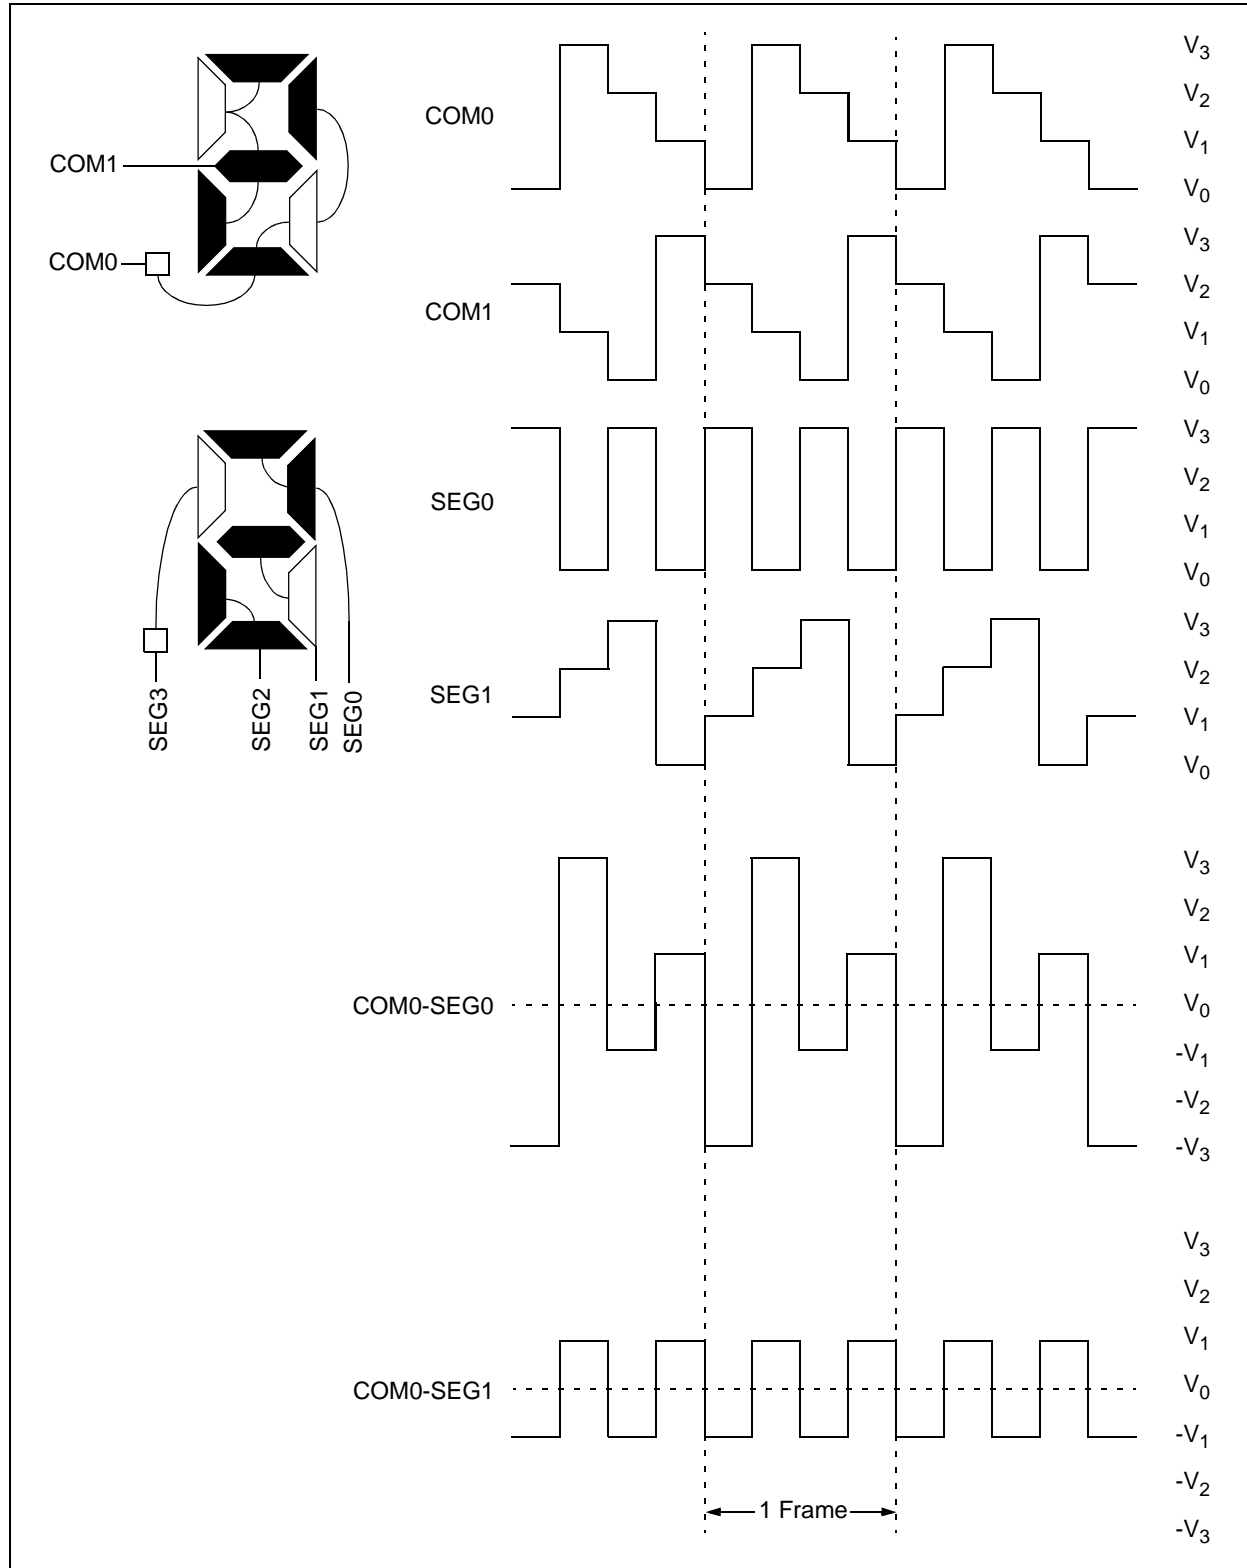 COM1
COM0
SEG3
SEG2
SEG1
SEG0
COM0
V3
V2
V1
V0
COM1
V3
V2
V1
V0
SEG0
V3
V2
V1
V0
SEG1
V3
V2
V1
V0
COM0-SEG0
V3
V2
V1
V0
-V1
-V2
-V3
COM0-SEG1
V3
V2
V1
V0
-V1
-V2
-V3
1 Frame